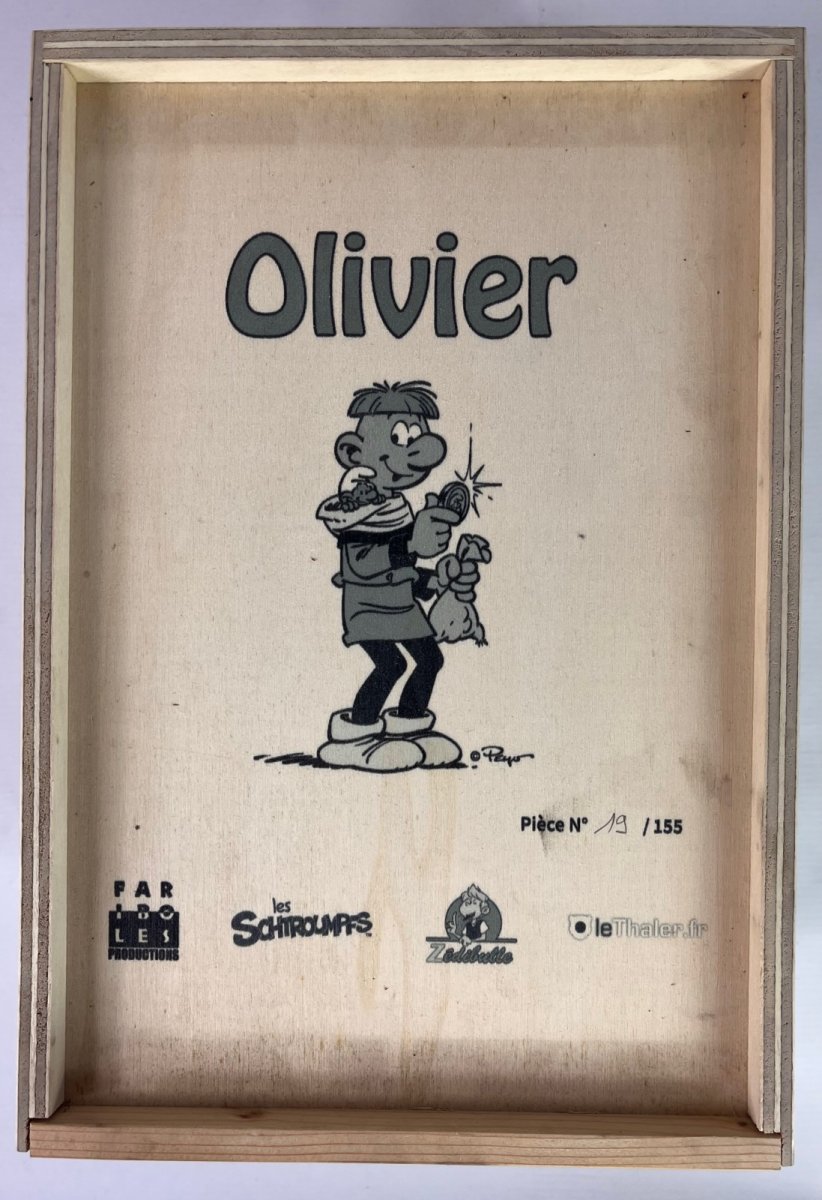 Olivier
© Peyo
Pièce N° 19 / 155
FAR
IBO
LES
PRODUCTIONS
les
SCHTROUMPFS
Zédibulle
leThaler.fr